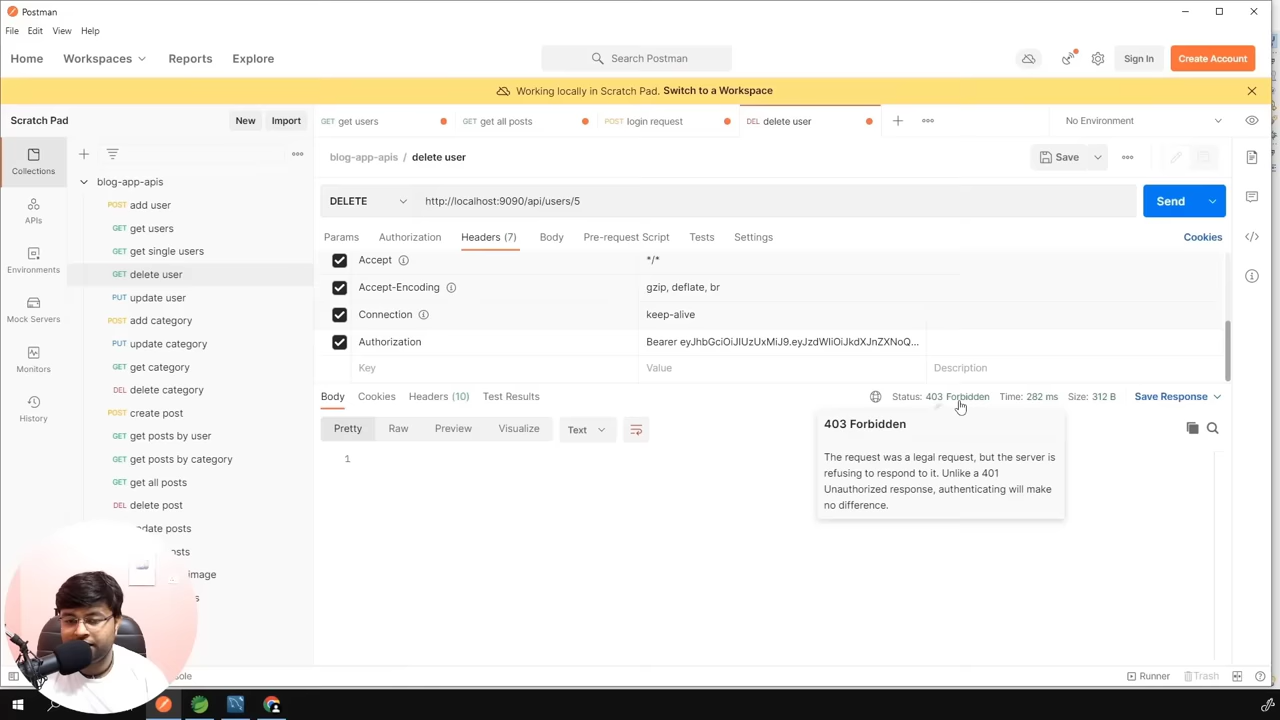 Postman
File Edit View Help
Home Workspaces Reports Explore Search Postman Sign In Create Account
Working locally in Scratch Pad. Switch to a Workspace
Scratch Pad New Import
GET get users GET get all posts POST login request DEL delete user No Environment
Collections
APIs
Environments
Mock Servers
Monitors
History
blog-app-apis
POST add user
GET get users
GET get single users
GET delete user
PUT update user
POST add category
PUT update category
GET get category
DEL delete category
POST create post
GET get posts by user
GET get posts by category
GET get all posts
DEL delete post
update posts
image
blog-app-apis / delete user Save
DELETE http://localhost:9090/api/users/5 Send
Params Authorization Headers (7) Body Pre-request Script Tests Settings Cookies
Accept */*
Accept-Encoding gzip, deflate, br
Connection keep-alive
Authorization Bearer eyJhbGciOiJIUzUxMiJ9.eyJzdWIiOiJkdXJnZXNoQ...
Key Value Description
Body Cookies Headers (10) Test Results Status: 403 Forbidden Time: 282 ms Size: 312 B Save Response
Pretty Raw Preview Visualize Text
1
403 Forbidden
The request was a legal request, but the server is
refusing to respond to it. Unlike a 401
Unauthorized response, authenticating will make
no difference.
Runner Trash